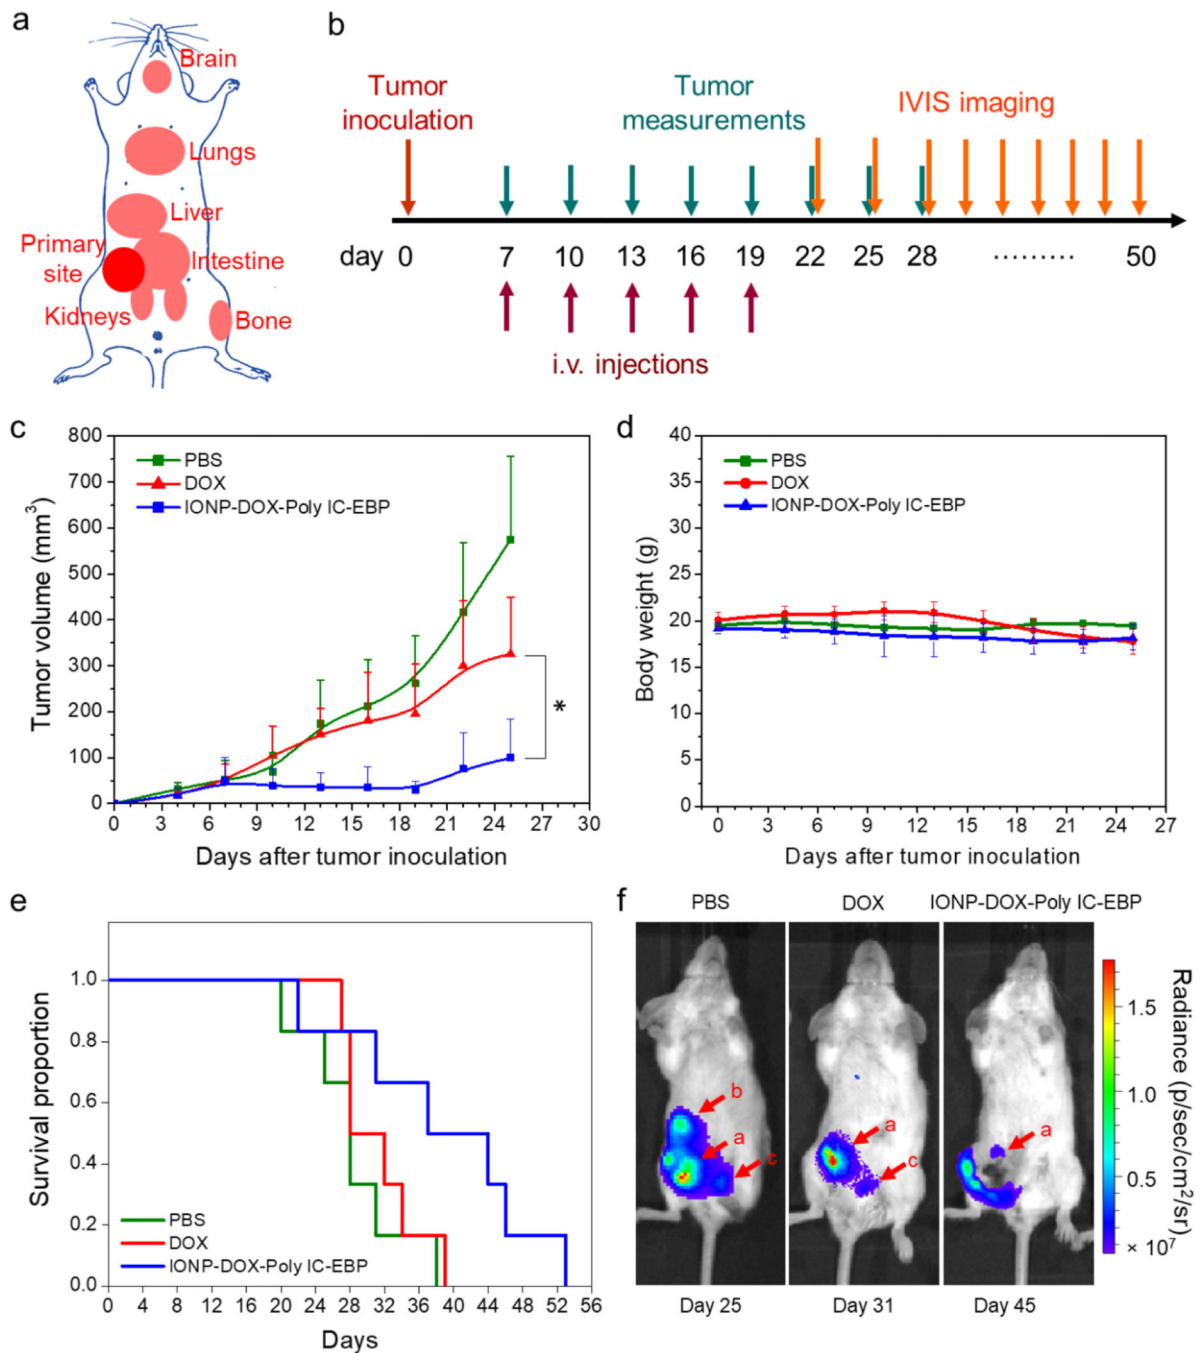 a
Brain
Lungs
Liver
Primary
site
Intestine
Kidneys
Bone
b
Tumor
inoculation
Tumor
measurements
IVIS imaging
day 0 7 10 13 16 19 22 25 28 ......... 50
i.v. injections
c
800
700
600
500
400
300
200
100
0
Tumor volume (mm³)
PBS
DOX
IONP-DOX-Poly IC-EBP
*
0 3 6 9 12 15 18 21 24 27 30
Days after tumor inoculation
d
40
35
30
25
20
15
10
5
0
Body weight (g)
PBS
DOX
IONP-DOX-Poly IC-EBP
0 3 6 9 12 15 18 21 24 27
Days after tumor inoculation
e
1.0
0.8
0.6
0.4
0.2
0.0
Survival proportion
PBS
DOX
IONP-DOX-Poly IC-EBP
0 4 8 12 16 20 24 28 32 36 40 44 48 52 56
Days
f
PBS DOX IONP-DOX-Poly IC-EBP
b
a
c
a
c
a
1.5
1.0
0.5
× 10⁷
Radiance (p/sec/cm²/sr)
Day 25 Day 31 Day 45